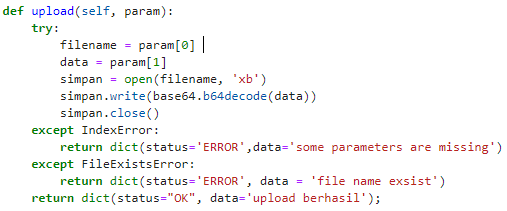 def upload(self, param):
    try:
        filename = param[0]
        data = param[1]
        simpan = open(filename, 'xb')
        simpan.write(base64.b64decode(data))
        simpan.close()
    except IndexError:
        return dict(status='ERROR',data='some parameters are missing')
    except FileExistsError:
        return dict(status='ERROR', data = 'file name exsist')
    return dict(status="OK", data='upload berhasil');